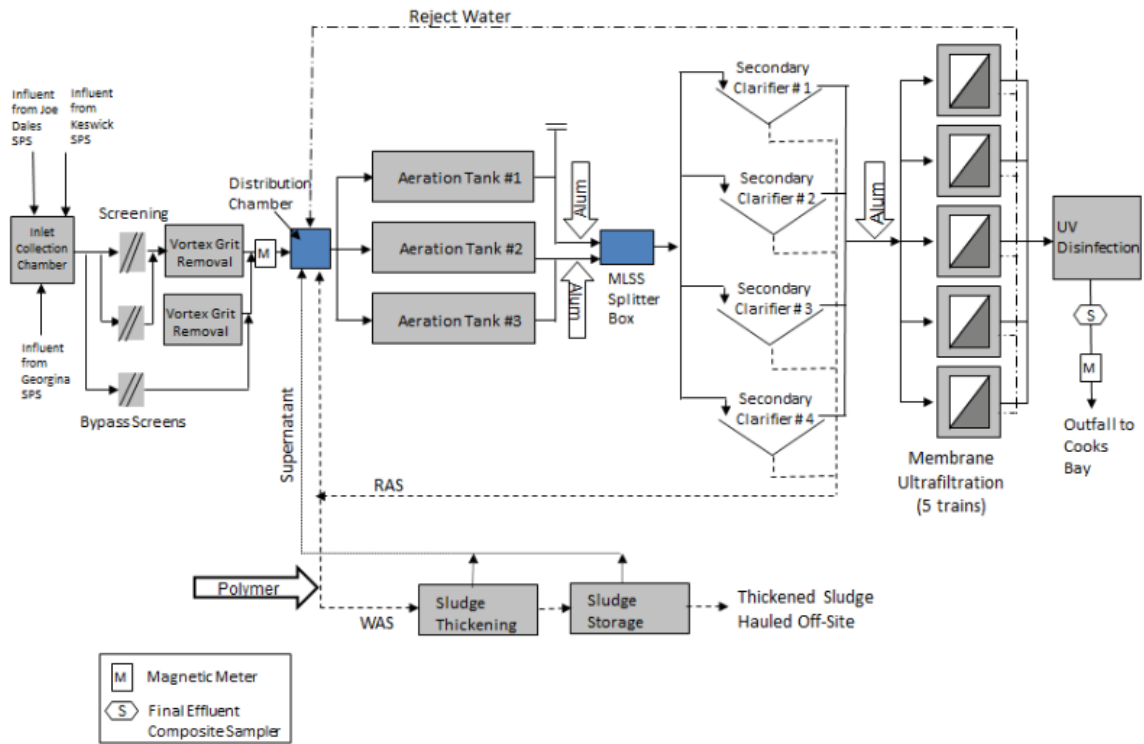 Reject Water
Influent
from Joe
Dales
SPS
Influent
from
Keswick
SPS
Inlet
Collection
Chamber
Influent
from
Georgina
SPS
Screening
Vortex Grit
Removal
Vortex Grit
Removal
Bypass Screens
M
Distribution
Chamber
Aeration Tank #1
Aeration Tank #2
Aeration Tank #3
Alum
Alum
MLSS
Splitter
Box
Secondary
Clarifier # 1
Secondary
Clarifier # 2
Secondary
Clarifier # 3
Secondary
Clarifier # 4
Alum
Membrane
Ultrafiltration
(5 trains)
UV
Disinfection
S
M
Outfall to
Cooks
Bay
Supernatant
RAS
Polymer
WAS
Sludge
Thickening
Sludge
Storage
Thickened Sludge
Hauled Off-Site
M
Magnetic Meter
S
Final Effluent
Composite Sampler